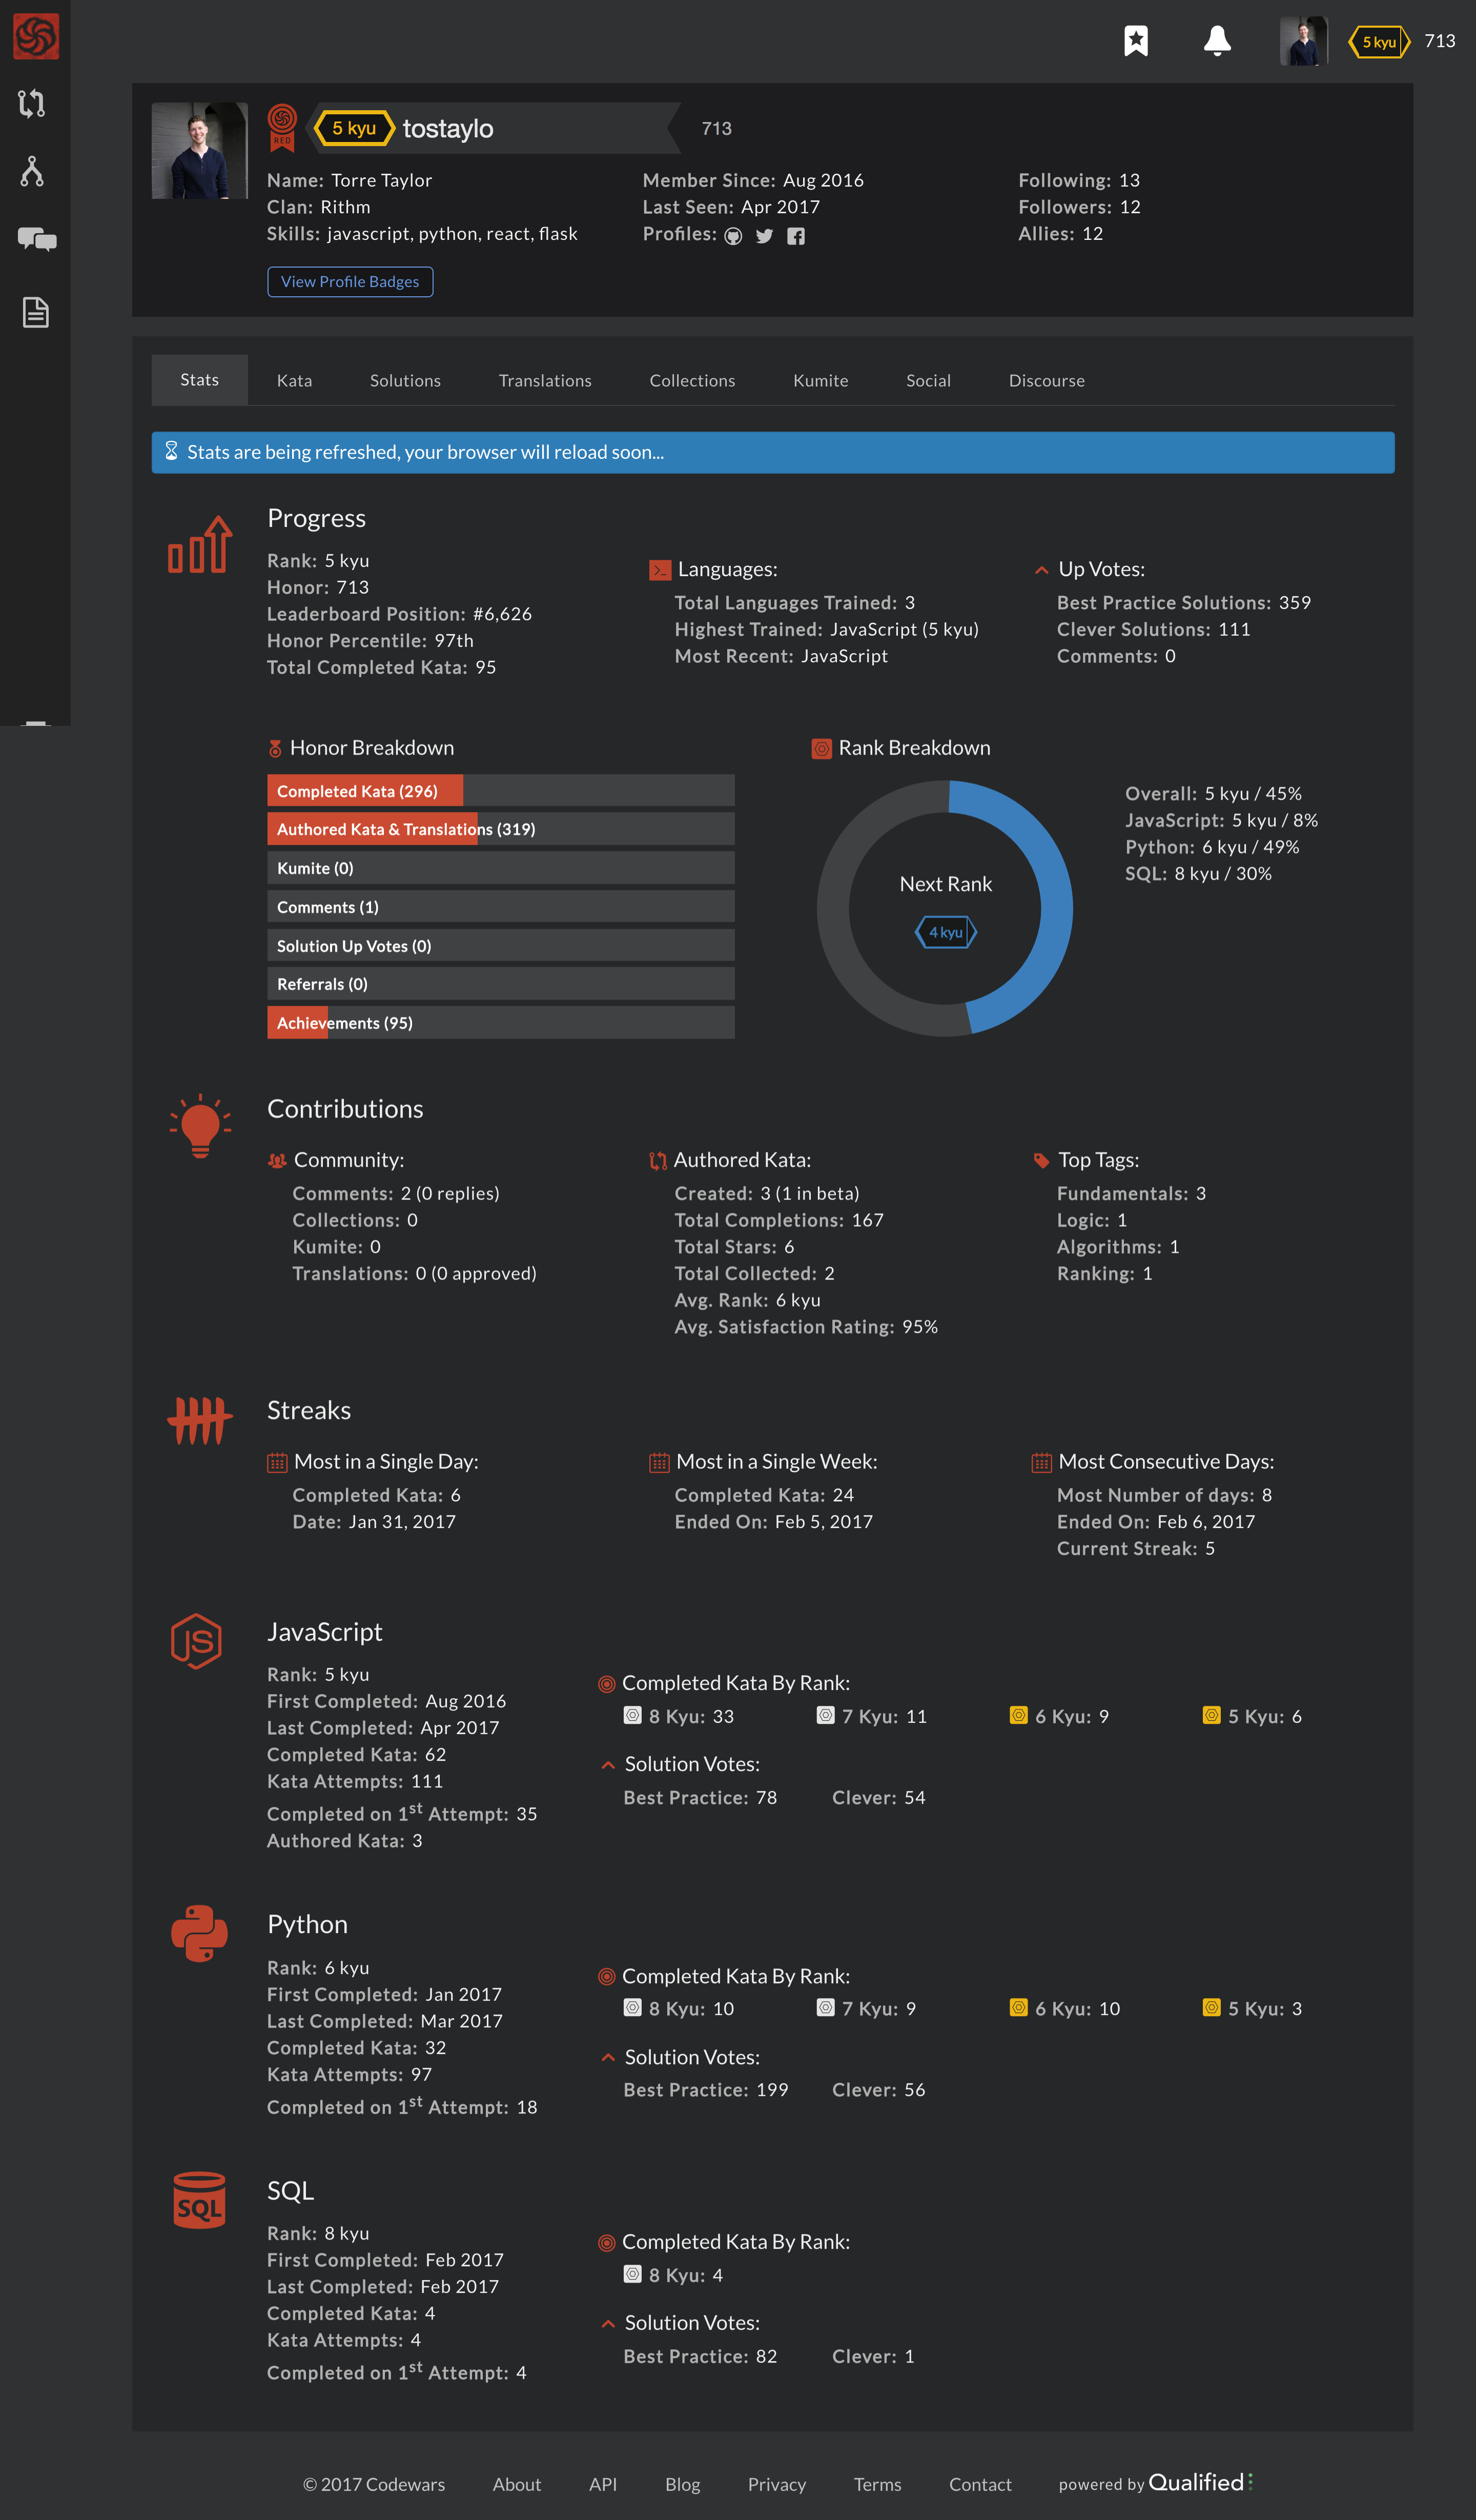 5 kyu 713
RED 5 kyu tostaylo 713
Name: Torre Taylor
Clan: Rithm
Skills: javascript, python, react, flask
Member Since: Aug 2016
Last Seen: Apr 2017
Profiles:
Following: 13
Followers: 12
Allies: 12
View Profile Badges
Stats Kata Solutions Translations Collections Kumite Social Discourse
Stats are being refreshed, your browser will reload soon...
Progress
Rank: 5 kyu
Honor: 713
Leaderboard Position: #6,626
Honor Percentile: 97th
Total Completed Kata: 95
Languages:
Total Languages Trained: 3
Highest Trained: JavaScript (5 kyu)
Most Recent: JavaScript
Up Votes:
Best Practice Solutions: 359
Clever Solutions: 111
Comments: 0
Honor Breakdown
Completed Kata (296)
Authored Kata & Translations (319)
Kumite (0)
Comments (1)
Solution Up Votes (0)
Referrals (0)
Achievements (95)
Rank Breakdown
Next Rank
4 kyu
Overall: 5 kyu / 45%
JavaScript: 5 kyu / 8%
Python: 6 kyu / 49%
SQL: 8 kyu / 30%
Contributions
Community:
Comments: 2 (0 replies)
Collections: 0
Kumite: 0
Translations: 0 (0 approved)
Authored Kata:
Created: 3 (1 in beta)
Total Completions: 167
Total Stars: 6
Total Collected: 2
Avg. Rank: 6 kyu
Avg. Satisfaction Rating: 95%
Top Tags:
Fundamentals: 3
Logic: 1
Algorithms: 1
Ranking: 1
Streaks
Most in a Single Day:
Completed Kata: 6
Date: Jan 31, 2017
Most in a Single Week:
Completed Kata: 24
Ended On: Feb 5, 2017
Most Consecutive Days:
Most Number of days: 8
Ended On: Feb 6, 2017
Current Streak: 5
JS
JavaScript
Rank: 5 kyu
First Completed: Aug 2016
Last Completed: Apr 2017
Completed Kata: 62
Kata Attempts: 111
Completed on 1st Attempt: 35
Authored Kata: 3
Completed Kata By Rank:
8 Kyu: 33 7 Kyu: 11 6 Kyu: 9 5 Kyu: 6
Solution Votes:
Best Practice: 78 Clever: 54
Python
Rank: 6 kyu
First Completed: Jan 2017
Last Completed: Mar 2017
Completed Kata: 32
Kata Attempts: 97
Completed on 1st Attempt: 18
Completed Kata By Rank:
8 Kyu: 10 7 Kyu: 9 6 Kyu: 10 5 Kyu: 3
Solution Votes:
Best Practice: 199 Clever: 56
SQL
SQL
Rank: 8 kyu
First Completed: Feb 2017
Last Completed: Feb 2017
Completed Kata: 4
Kata Attempts: 4
Completed on 1st Attempt: 4
Completed Kata By Rank:
8 Kyu: 4
Solution Votes:
Best Practice: 82 Clever: 1
© 2017 Codewars About API Blog Privacy Terms Contact powered by Qualified